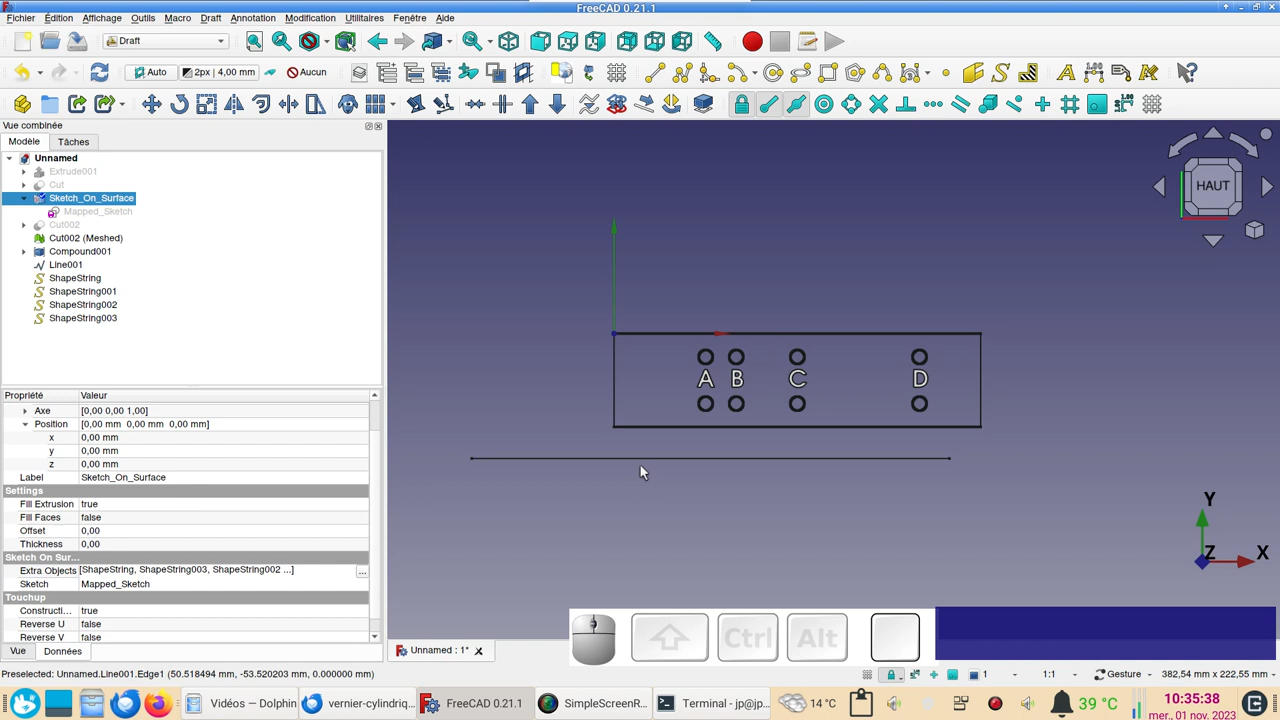 FreeCAD 0.21.1
Fichier Édition Affichage Outils Macro Draft Annotation Modification Utilitaires Fenêtre Aide
Draft
Auto 2px | 4,00 mm Aucun
Vue combinée
Modèle Tâches
Unnamed
Extrude001
Cut
Sketch_On_Surface
Mapped_Sketch
Cut002
Cut002 (Meshed)
Compound001
Line001
ShapeString
ShapeString001
ShapeString002
ShapeString003
Propriété Valeur
Axe [0,00 0,00 1,00]
Position [0,00 mm 0,00 mm 0,00 mm]
x 0,00 mm
y 0,00 mm
z 0,00 mm
Label Sketch_On_Surface
Settings
Fill Extrusion true
Fill Faces false
Offset 0,00
Thickness 0,00
Sketch On Sur...
Extra Objects [ShapeString, ShapeString003, ShapeString002 ...] ...
Sketch Mapped_Sketch
Touchup
Constructi... true
Reverse U false
Reverse V false
Vue Données
HAUT
A B C D
Y
Z X
Ctrl Alt
Unnamed : 1*
Preselected: Unnamed.Line001.Edge1 (50.518494 mm, -53.520203 mm, 0.000000 mm) 1 1:1 Gesture 382,54 mm x 222,55 mm
Vidéos – Dolphin vernier-cylindriq... FreeCAD 0.21.1 SimpleScreenR... Terminal - jp@jp... 14 °C 39 °C
10:35:38
mer., 01 nov. 2023